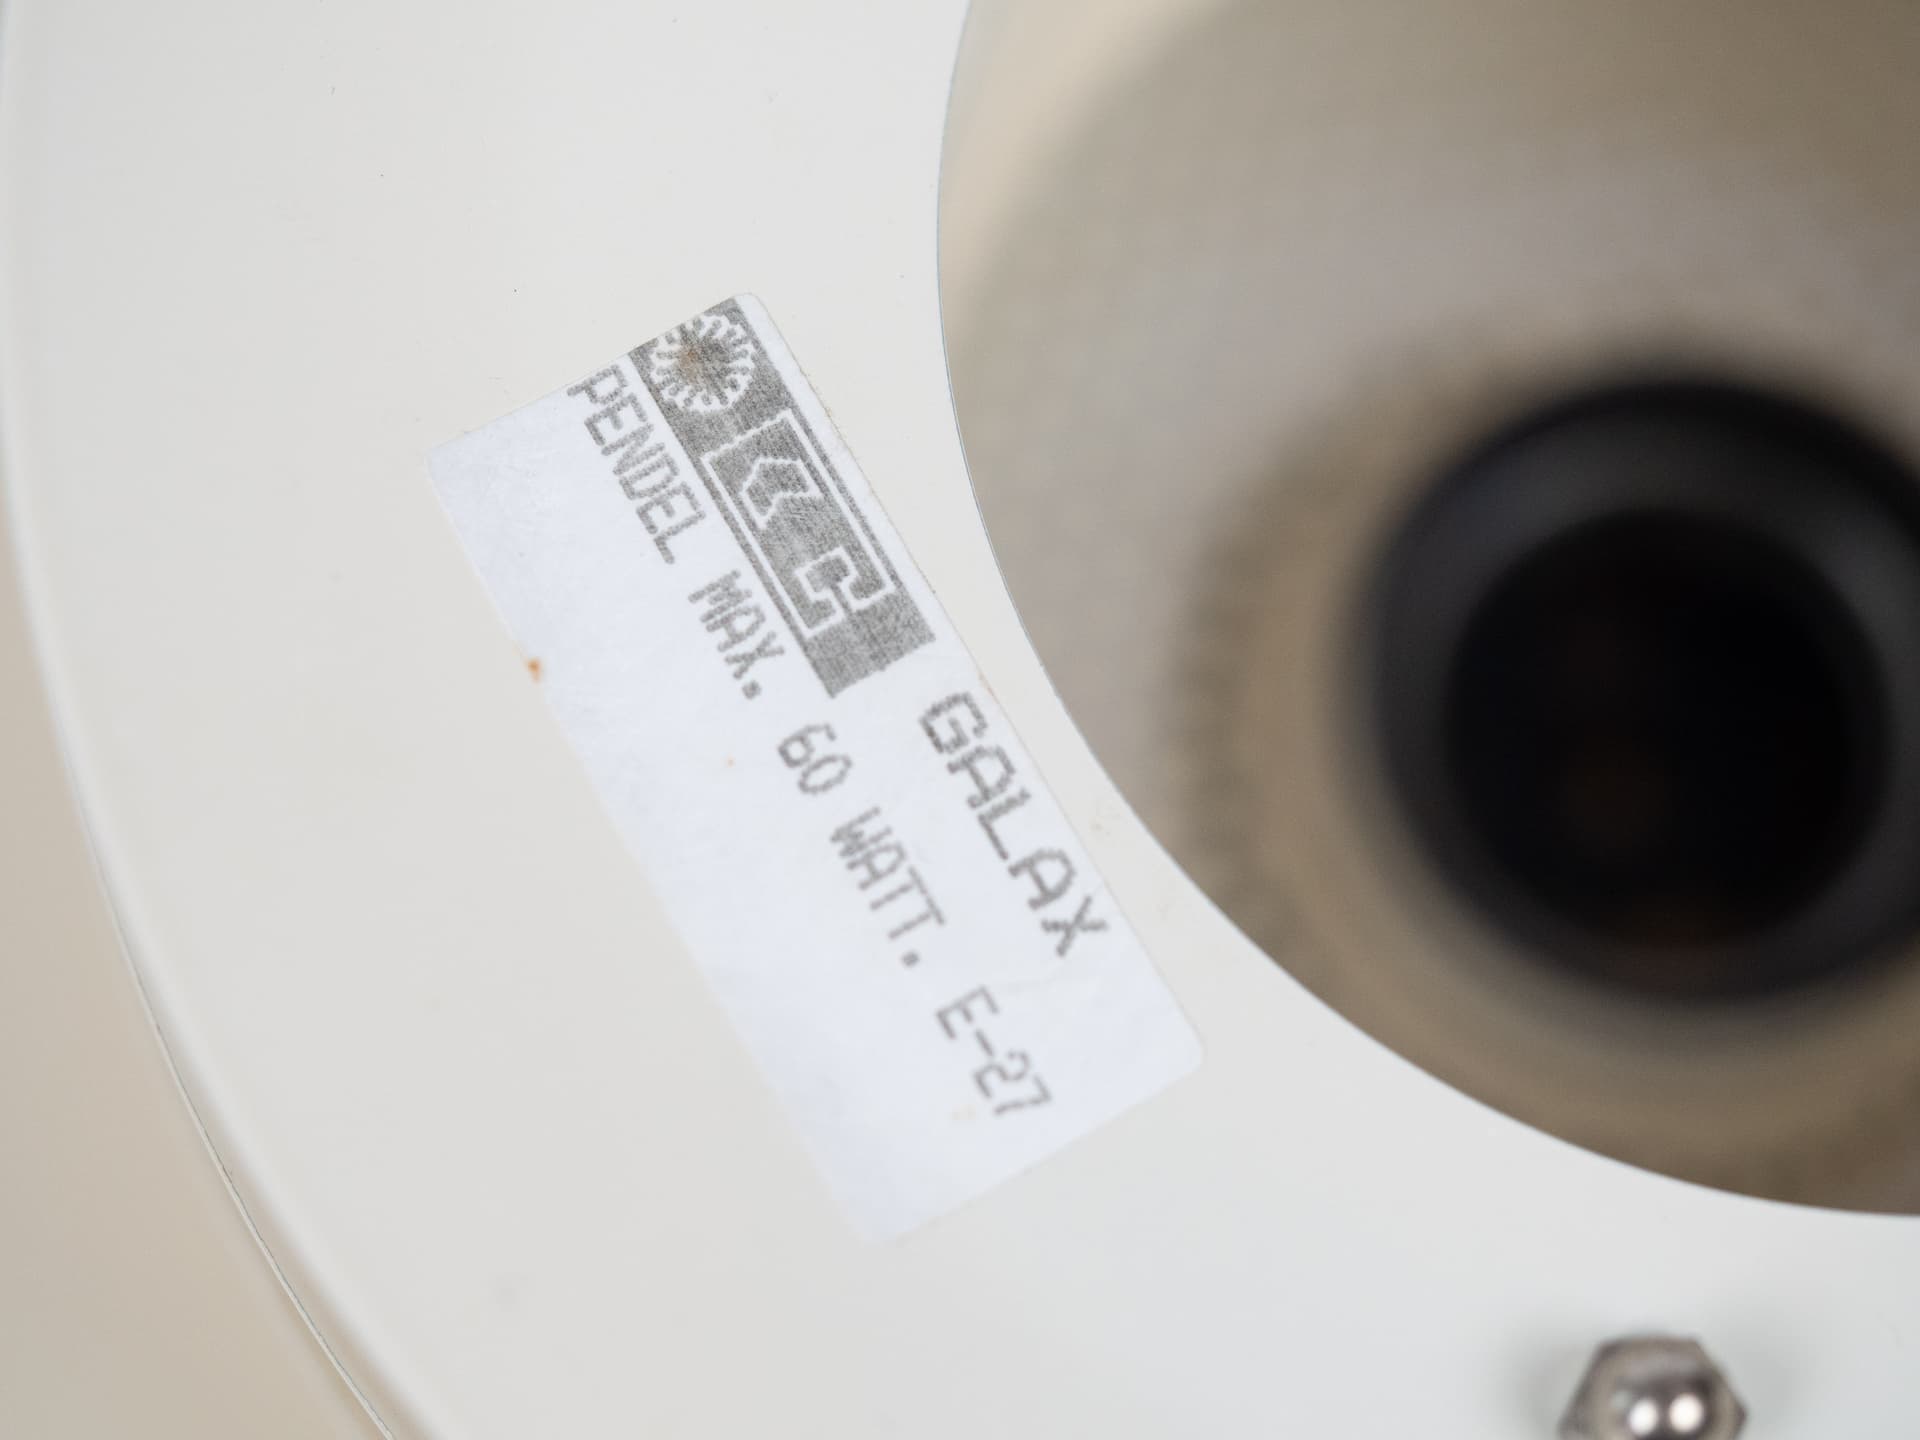 GALAX
PENDEL MAX. 60 WATT. E-27